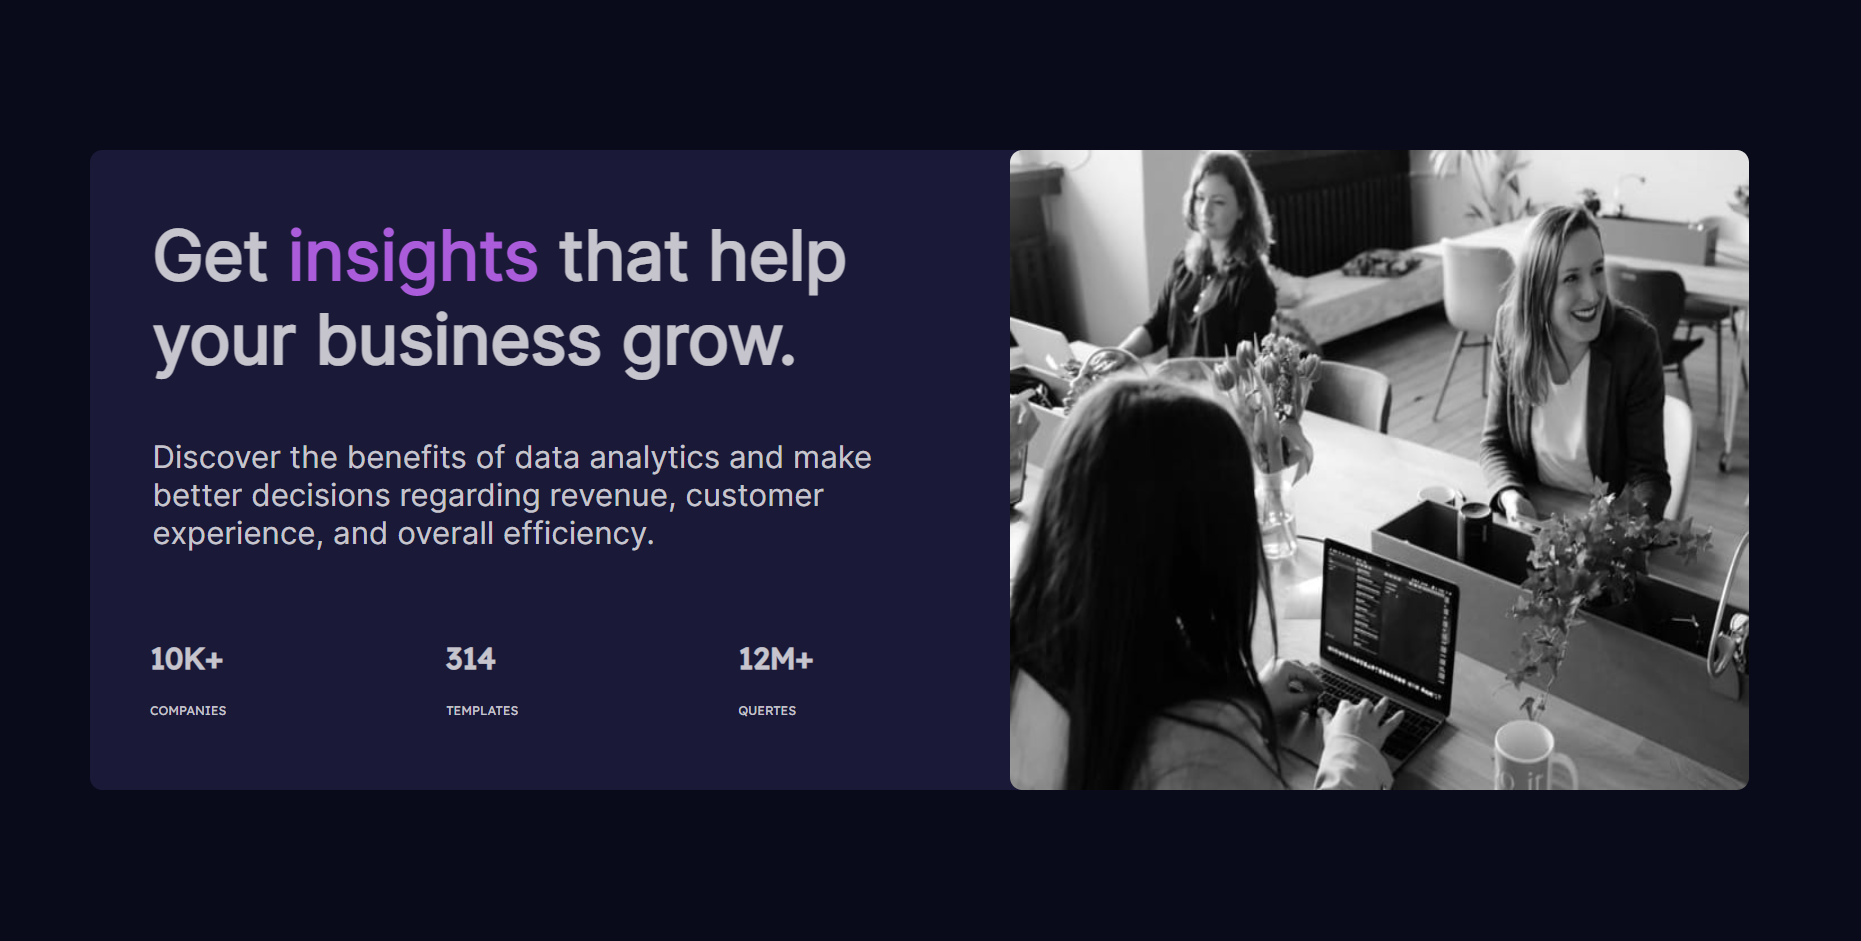 Get insights that help
your business grow.
Discover the benefits of data analytics and make
better decisions regarding revenue, customer
experience, and overall efficiency.
10K+
314
12M+
COMPANIES
TEMPLATES
QUERTES